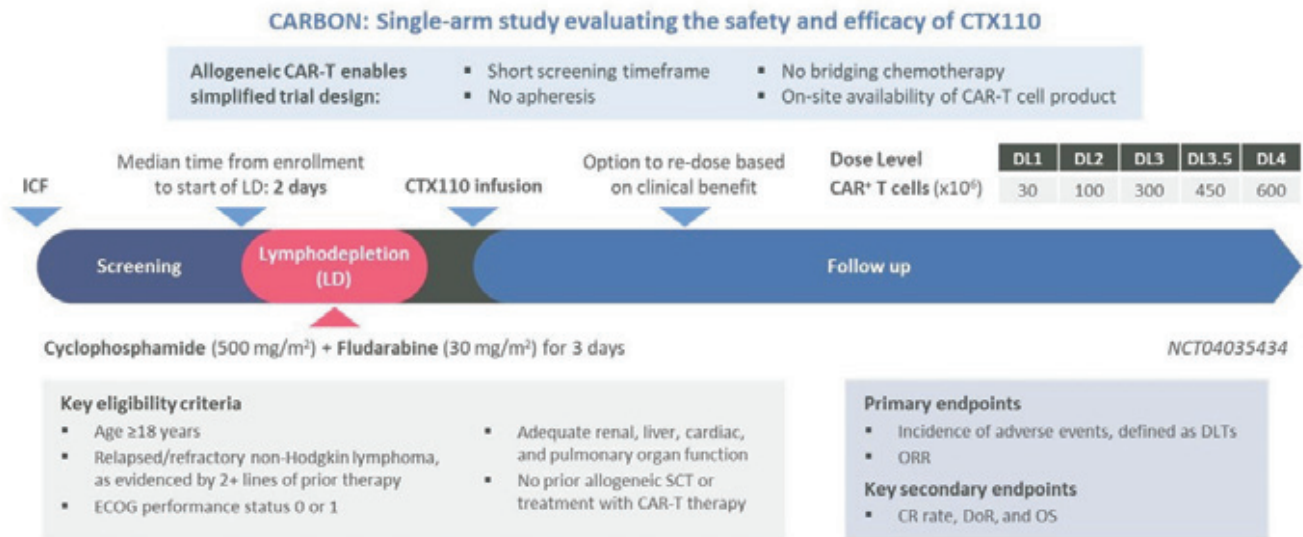 CARBON: Single-arm study evaluating the safety and efficacy of CTX110
Allogeneic CAR-T enables
simplified trial design:
▪ Short screening timeframe
▪ No apheresis
▪ No bridging chemotherapy
▪ On-site availability of CAR-T cell product
ICF
Median time from enrollment
to start of LD: 2 days
CTX110 infusion
Option to re-dose based
on clinical benefit
Dose Level DL1 DL2 DL3 DL3.5 DL4
CAR⁺ T cells (x10⁶) 30 100 300 450 600
Screening
Lymphodepletion
(LD)
Follow up
Cyclophosphamide (500 mg/m²) + Fludarabine (30 mg/m²) for 3 days
NCT04035434
Key eligibility criteria
▪ Age ≥18 years
▪ Relapsed/refractory non-Hodgkin lymphoma,
as evidenced by 2+ lines of prior therapy
▪ ECOG performance status 0 or 1
▪ Adequate renal, liver, cardiac,
and pulmonary organ function
▪ No prior allogeneic SCT or
treatment with CAR-T therapy
Primary endpoints
▪ Incidence of adverse events, defined as DLTs
▪ ORR
Key secondary endpoints
▪ CR rate, DoR, and OS